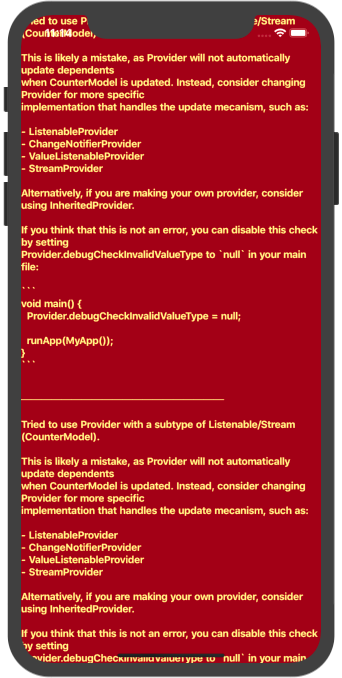 Tried to use P e/Stream
(CounterModel).
11:14
This is likely a mistake, as Provider will not automatically
update dependents
when CounterModel is updated. Instead, consider changing
Provider for more specific
implementation that handles the update mecanism, such as:
- ListenableProvider
- ChangeNotifierProvider
- ValueListenableProvider
- StreamProvider
Alternatively, if you are making your own provider, consider
using InheritedProvider.
If you think that this is not an error, you can disable this check
by setting
Provider.debugCheckInvalidValueType to `null` in your main
file:
```
void main() {
Provider.debugCheckInvalidValueType = null;
runApp(MyApp());
}
```
Tried to use Provider with a subtype of Listenable/Stream
(CounterModel).
This is likely a mistake, as Provider will not automatically
update dependents
when CounterModel is updated. Instead, consider changing
Provider for more specific
implementation that handles the update mecanism, such as:
- ListenableProvider
- ChangeNotifierProvider
- ValueListenableProvider
- StreamProvider
Alternatively, if you are making your own provider, consider
using InheritedProvider.
If you think that this is not an error, you can disable this check
by setting
Provider.debugCheckInvalidValueType to `null` in your main